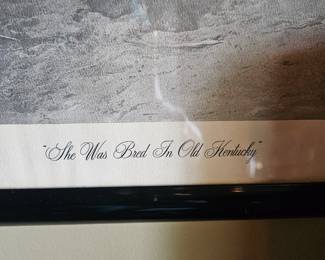 "She Was Bred In Old Kentucky"